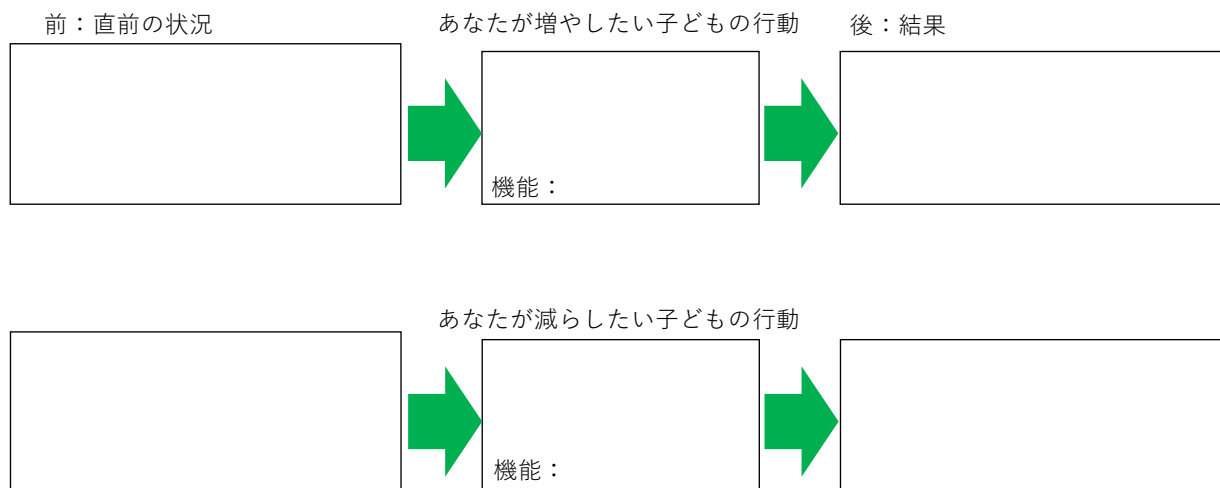 前：直前の状況
あなたが増やしたい子どもの行動
後：結果
機能：
あなたが減らしたい子どもの行動
機能：